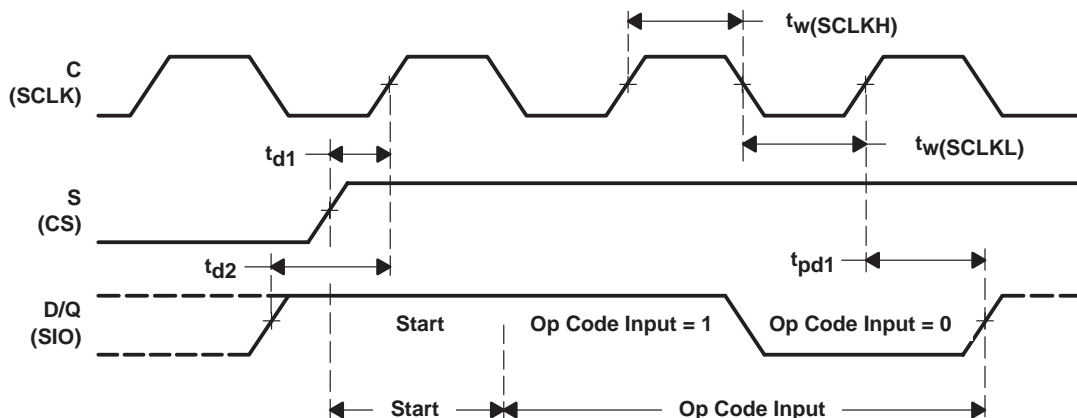 tw(SCLKH)
C
(SCLK)
td1
tw(SCLKL)
S
(CS)
td2
tpd1
D/Q
(SIO)
Start
Op Code Input = 1
Op Code Input = 0
Start
Op Code Input